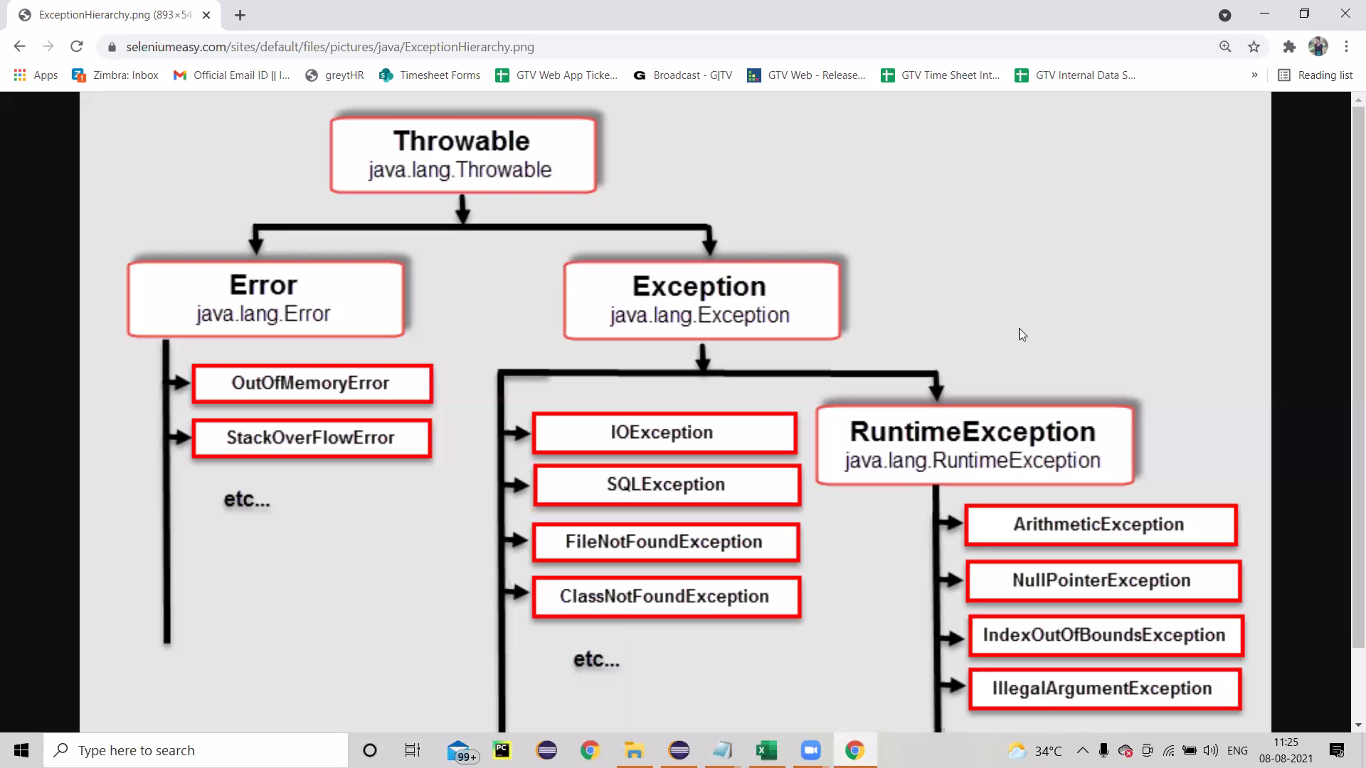 ExceptionHierarchy.png (893×54
seleniumeasy.com/sites/default/files/pictures/java/ExceptionHierarchy.png
Apps
Zimbra: Inbox
Official Email ID || I...
greytHR
Timesheet Forms
GTV Web App Ticke...
Broadcast - G|TV
GTV Web - Release...
GTV Time Sheet Int...
GTV Internal Data S...
»
Reading list
Throwable
java.lang.Throwable
Error
java.lang.Error
Exception
java.lang.Exception
OutOfMemoryError
StackOverFlowError
etc...
IOException
SQLException
FileNotFoundException
ClassNotFoundException
etc...
RuntimeException
java.lang.RuntimeException
ArithmeticException
NullPointerException
IndexOutOfBoundsException
IllegalArgumentException
Type here to search
99+
PC
34°C
ENG
11:25
08-08-2021